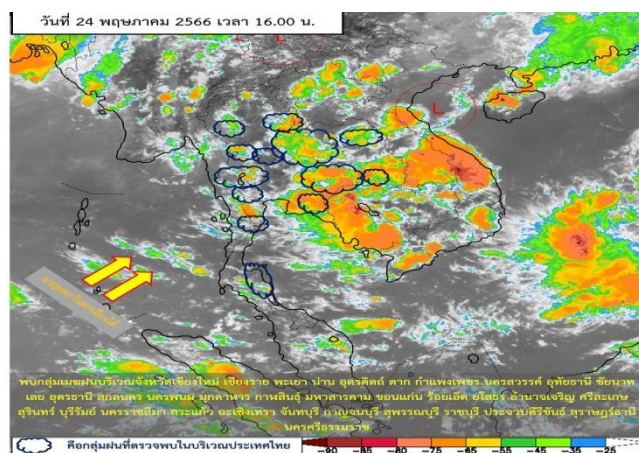 วันที่ 24 พฤษภาคม 2566 เวลา 16.00 น.
L
L
พบกลุ่มเมฆฝนบริเวณจังหวัดเชียงใหม่ เชียงราย พะเยา น่าน อุตรดิตถ์ ตาก กำแพงเพชร นครสวรรค์ อุทัยธานี ชัยนาท
เลย อุดรธานี สกลนคร นครพนม มุกดาหาร กาฬสินธุ์ มหาสารคาม ขอนแก่น ร้อยเอ็ด ยโสธร อำนาจเจริญ ศรีสะเกษ
สุรินทร์ บุรีรัมย์ นครราชสีมา สระแก้ว ฉะเชิงเทรา จันทบุรี กาญจนบุรี สุพรรณบุรี ราชบุรี ประจวบคีรีขันธ์ สุราษฎร์ธานี
นครศรีธรรมราช
คือกลุ่มฝนที่ตรวจพบในบริเวณประเทศไทย
-90 -80 -75 -65 -55 -45 -35 -25